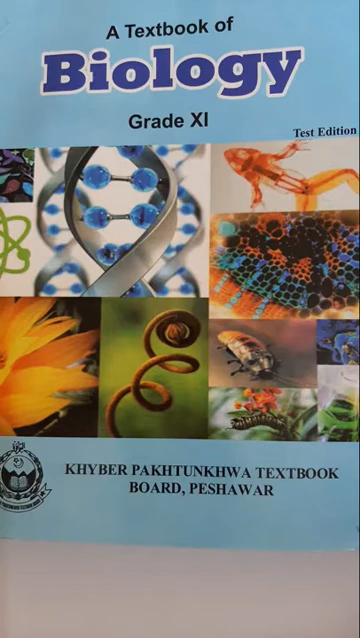 A Textbook of
Biology
Grade XI
Test Edition
KHYBER PAKHTUNKHWA TEXTBOOK
BOARD, PESHAWAR